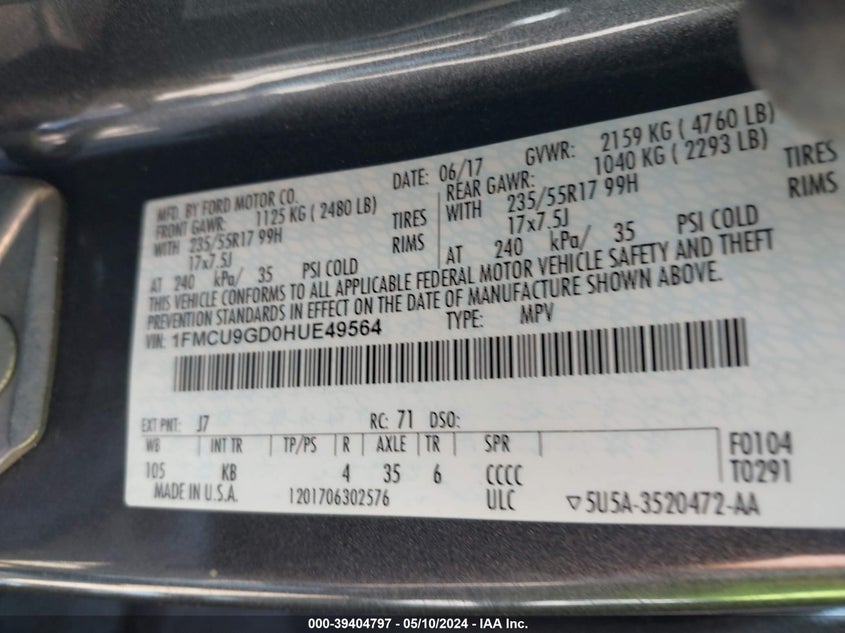 MFD. BY FORD MOTOR CO. DATE: 06/17 GVWR: 2159 KG ( 4760 LB)
FRONT GAWR: 1125 KG ( 2480 LB) REAR GAWR: 1040 KG ( 2293 LB)
WITH 235/55R17 99H TIRES WITH 235/55R17 99H TIRES
17x7.5J RIMS 17x7.5J RIMS
AT 240 kPa/ 35 PSI COLD AT 240 kPa/ 35 PSI COLD
THIS VEHICLE CONFORMS TO ALL APPLICABLE FEDERAL MOTOR VEHICLE SAFETY AND THEFT
PREVENTION STANDARDS IN EFFECT ON THE DATE OF MANUFACTURE SHOWN ABOVE.
VIN: 1FMCU9GD0HUE49564 TYPE: MPV
EXT PNT: J7 RC: 71 DSO:
WB INT TR TP/PS R AXLE TR SPR F0104
105 KB 4 35 6 CCCC T0291
MADE IN U.S.A. 1201706302576 ULC ▽5U5A-3520472-AA
000-39404797 - 05/10/2024 - IAA Inc.